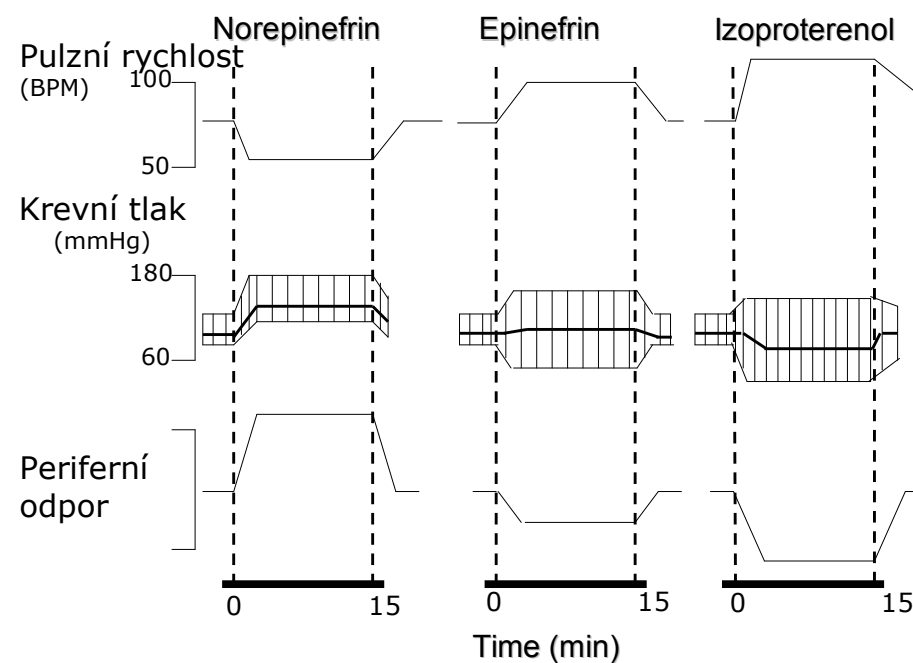 Norepinefrin
Epinefrin
Izoproterenol
Pulzní rychlost
(BPM)
100
50
Krevní tlak
(mmHg)
180
60
Periferní
odpor
0
15
0
15
0
15
Time (min)